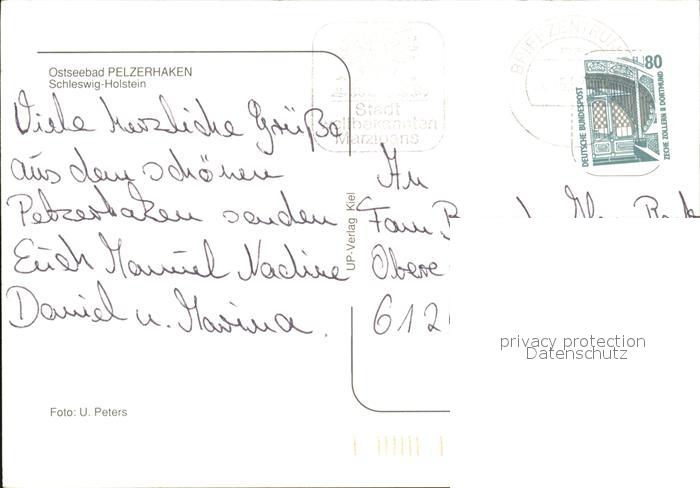 Ostseebad PELZERHAKEN
Schleswig-Holstein
Viele herzliche Grüße
aus dem schönen
Pelzerhaken senden
Euch Manuel Nadine
Daniel u. Marina.
Foto: U. Peters
UP-Verlag Kiel
BRIEFZENTRUM
Stadt
weltbekannten
Marzipans
80
DEUTSCHE BUNDESPOST
ZECHE ZOLLERN II DORTMUND
An
Fam.
Obere
612
privacy protection
Datenschutz